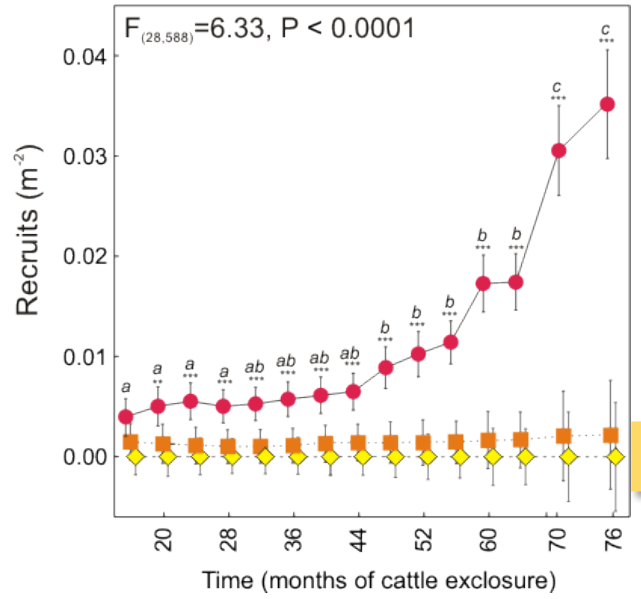 F(28,588)=6.33, P < 0.0001
Recruits (m-2)
0.04
0.03
0.02
0.01
0.00
a
a
**
a
***
a
***
ab
***
ab
***
ab
***
ab
***
b
***
b
***
b
***
b
***
b
***
c
***
c
***
20 28 36 44 52 60 70 76
Time (months of cattle exclosure)